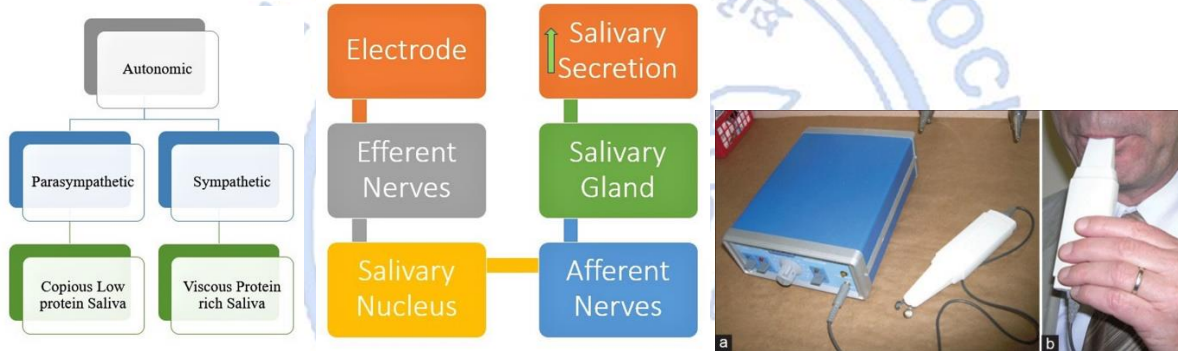 Autonomic
Parasympathetic
Sympathetic
Copious Low
protein Saliva
Viscous Protein
rich Saliva
Electrode
Efferent
Nerves
Salivary
Nucleus
Afferent
Nerves
Salivary
Gland
Salivary
Secretion
a
b